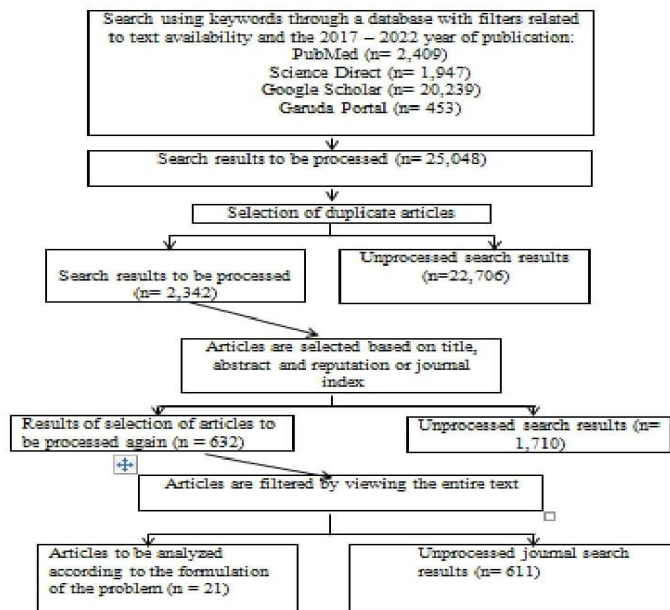 Search using keywords through a database with filters related
to text availability and the 2017 – 2022 year of publication:
PubMed (n= 2,409)
Science Direct (n= 1,947)
Google Scholar (n= 20,239)
Garuda Portal (n= 453)
Search results to be processed (n= 25,048)
Selection of duplicate articles
Search results to be processed
(n= 2,342)
Unprocessed search results
(n=22,706)
Articles are selected based on title,
abstract and reputation or journal
index
Results of selection of articles to
be processed again (n = 632)
Unprocessed search results (n=
1,710)
Articles are filtered by viewing the entire text
Articles to be analyzed
according to the formulation
of the problem (n = 21)
Unprocessed journal search
results (n= 611)